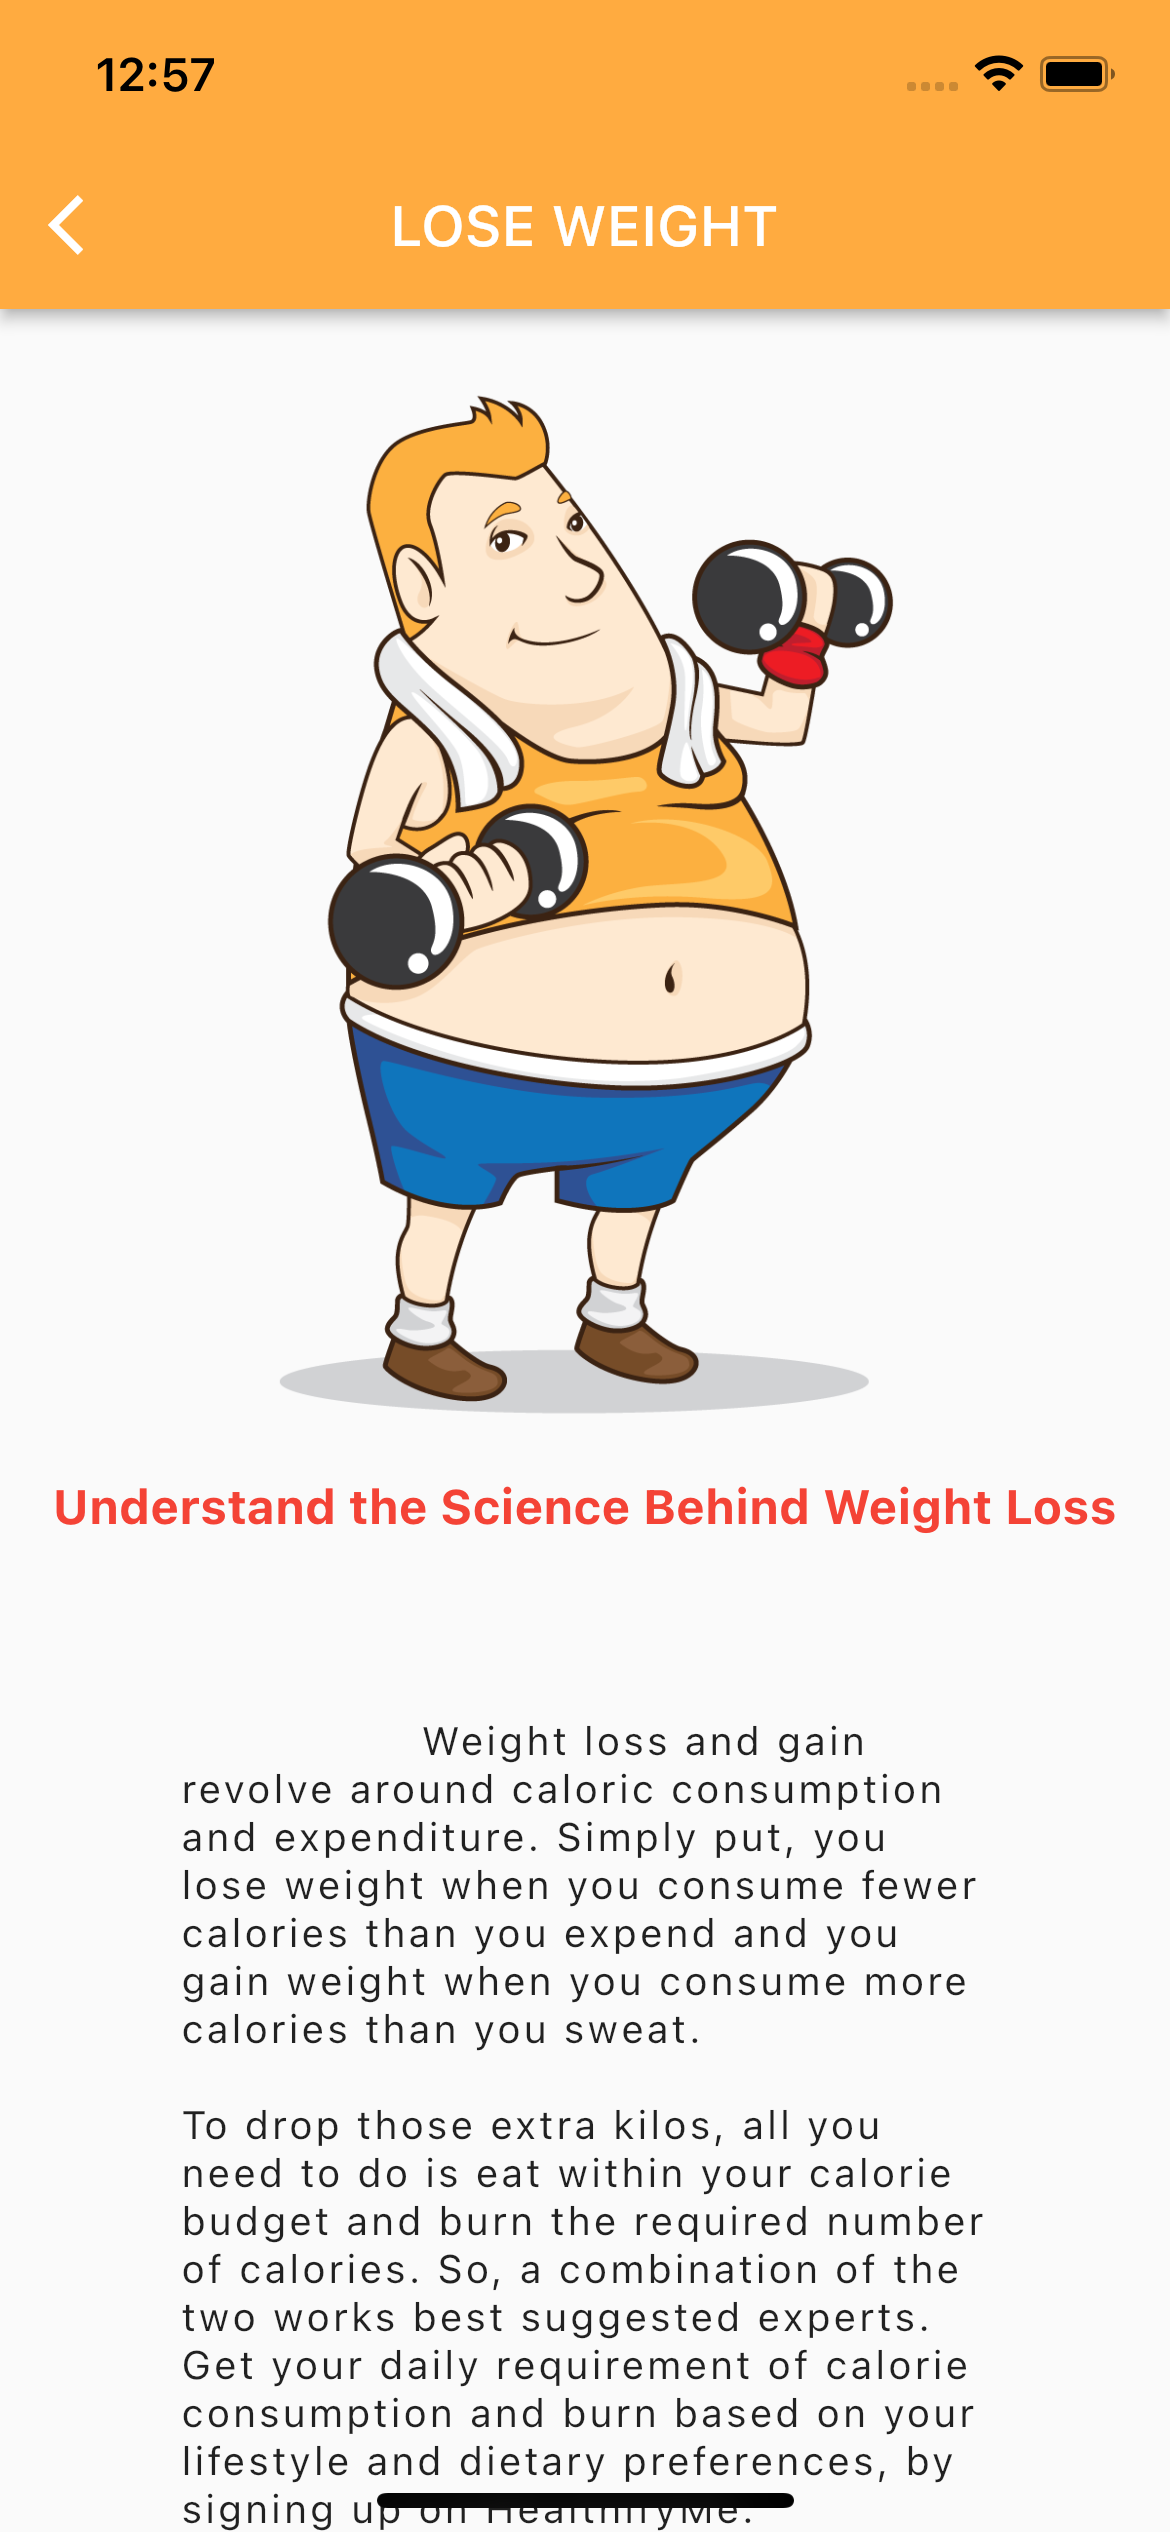 12:57
LOSE WEIGHT
Understand the Science Behind Weight Loss
Weight loss and gain
revolve around caloric consumption
and expenditure. Simply put, you
lose weight when you consume fewer
calories than you expend and you
gain weight when you consume more
calories than you sweat.
To drop those extra kilos, all you
need to do is eat within your calorie
budget and burn the required number
of calories. So, a combination of the
two works best suggested experts.
Get your daily requirement of calorie
consumption and burn based on your
lifestyle and dietary preferences, by
signing up on HealthifyMe.